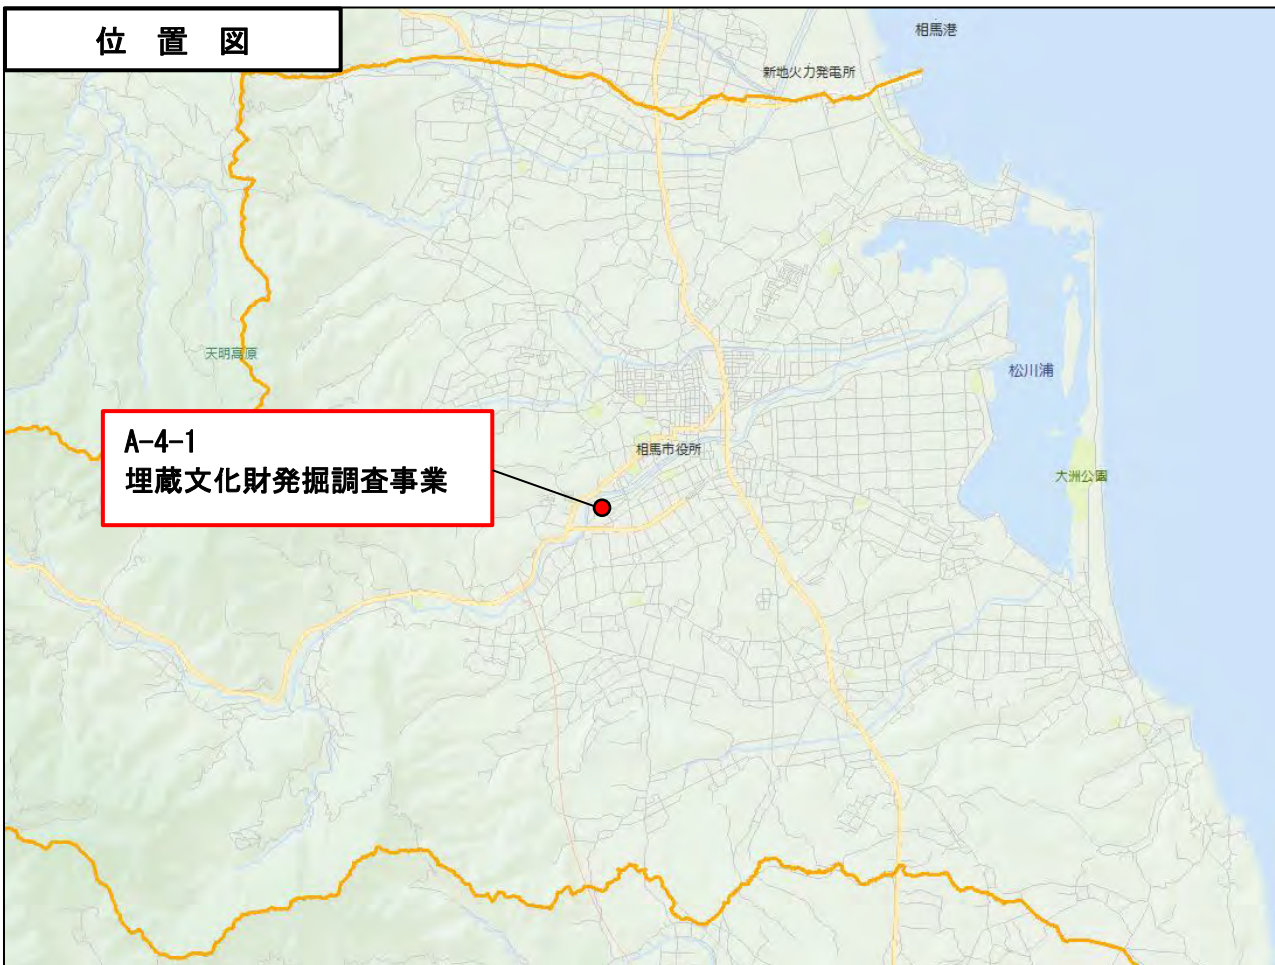 位置図
相馬港
新地火力発電所
天明高原
松川浦
A-4-1
埋蔵文化財発掘調査事業
相馬市役所
大洲公園